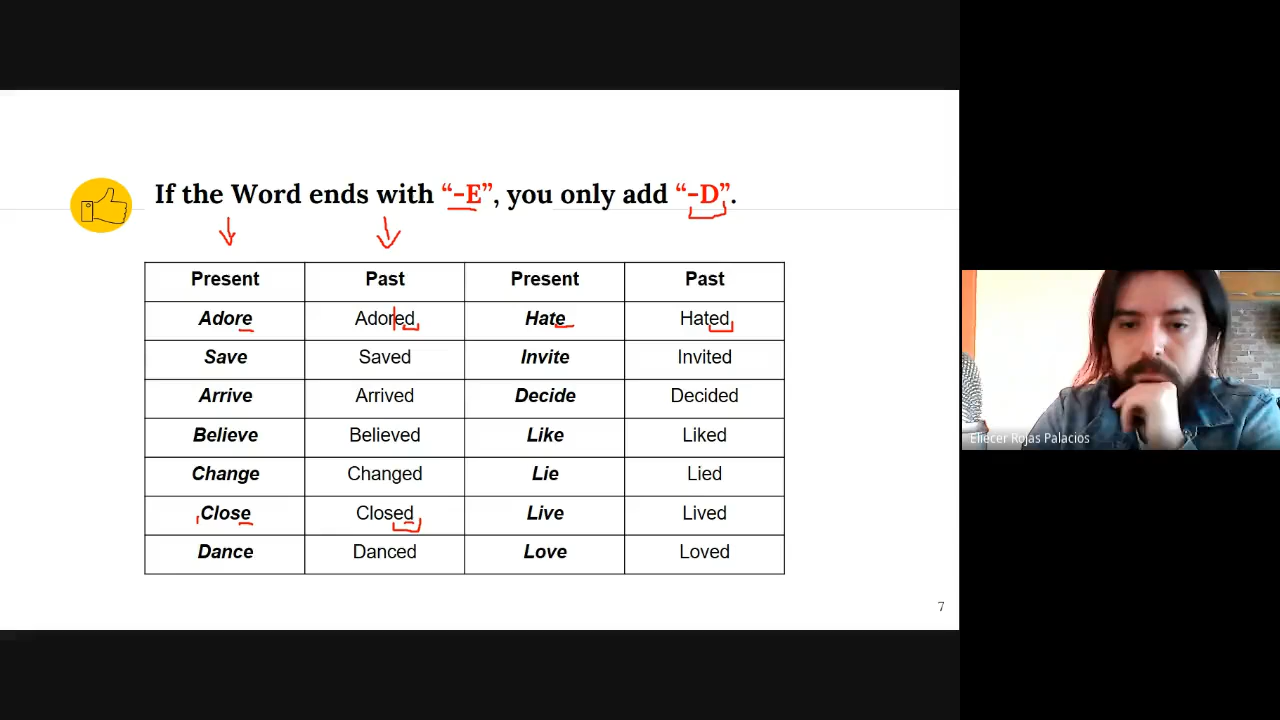 If the Word ends with “-E”, you only add “-D”.
Present Past Present Past
Adore Adored Hate Hated
Save Saved Invite Invited
Arrive Arrived Decide Decided
Believe Believed Like Liked
Change Changed Lie Lied
Close Closed Live Lived
Dance Danced Love Loved
7
Eliecer Rojas Palacios